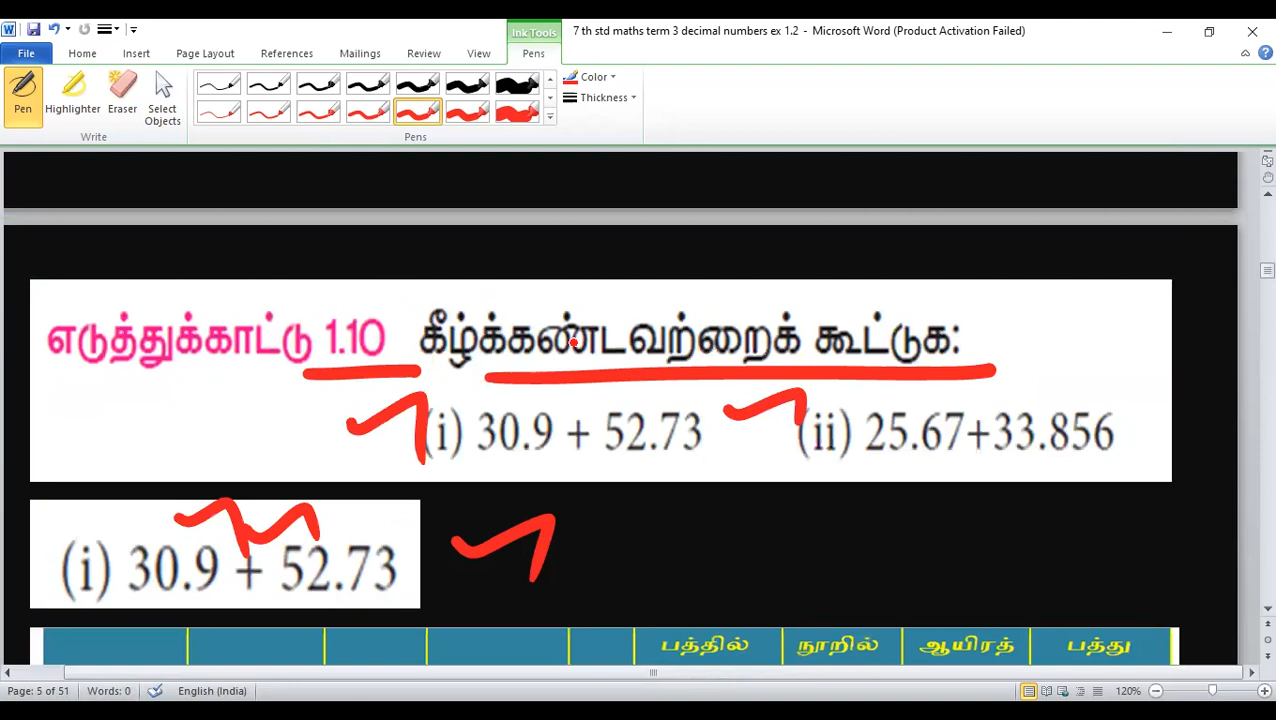 Ink Tools
7 th std maths term 3 decimal numbers ex 1.2 - Microsoft Word (Product Activation Failed)
File Home Insert Page Layout References Mailings Review View Pens
Pen Highlighter Eraser Select Objects
Color
Thickness
Write Pens
எடுத்துக்காட்டு 1.10 கீழ்க்கண்டவற்றைக் கூட்டுக:
(i) 30.9 + 52.73 (ii) 25.67+33.856
(i) 30.9 + 52.73
பத்தில் நூறில் ஆயிரத் பத்து
Page: 5 of 51 Words: 0 English (India) 120%